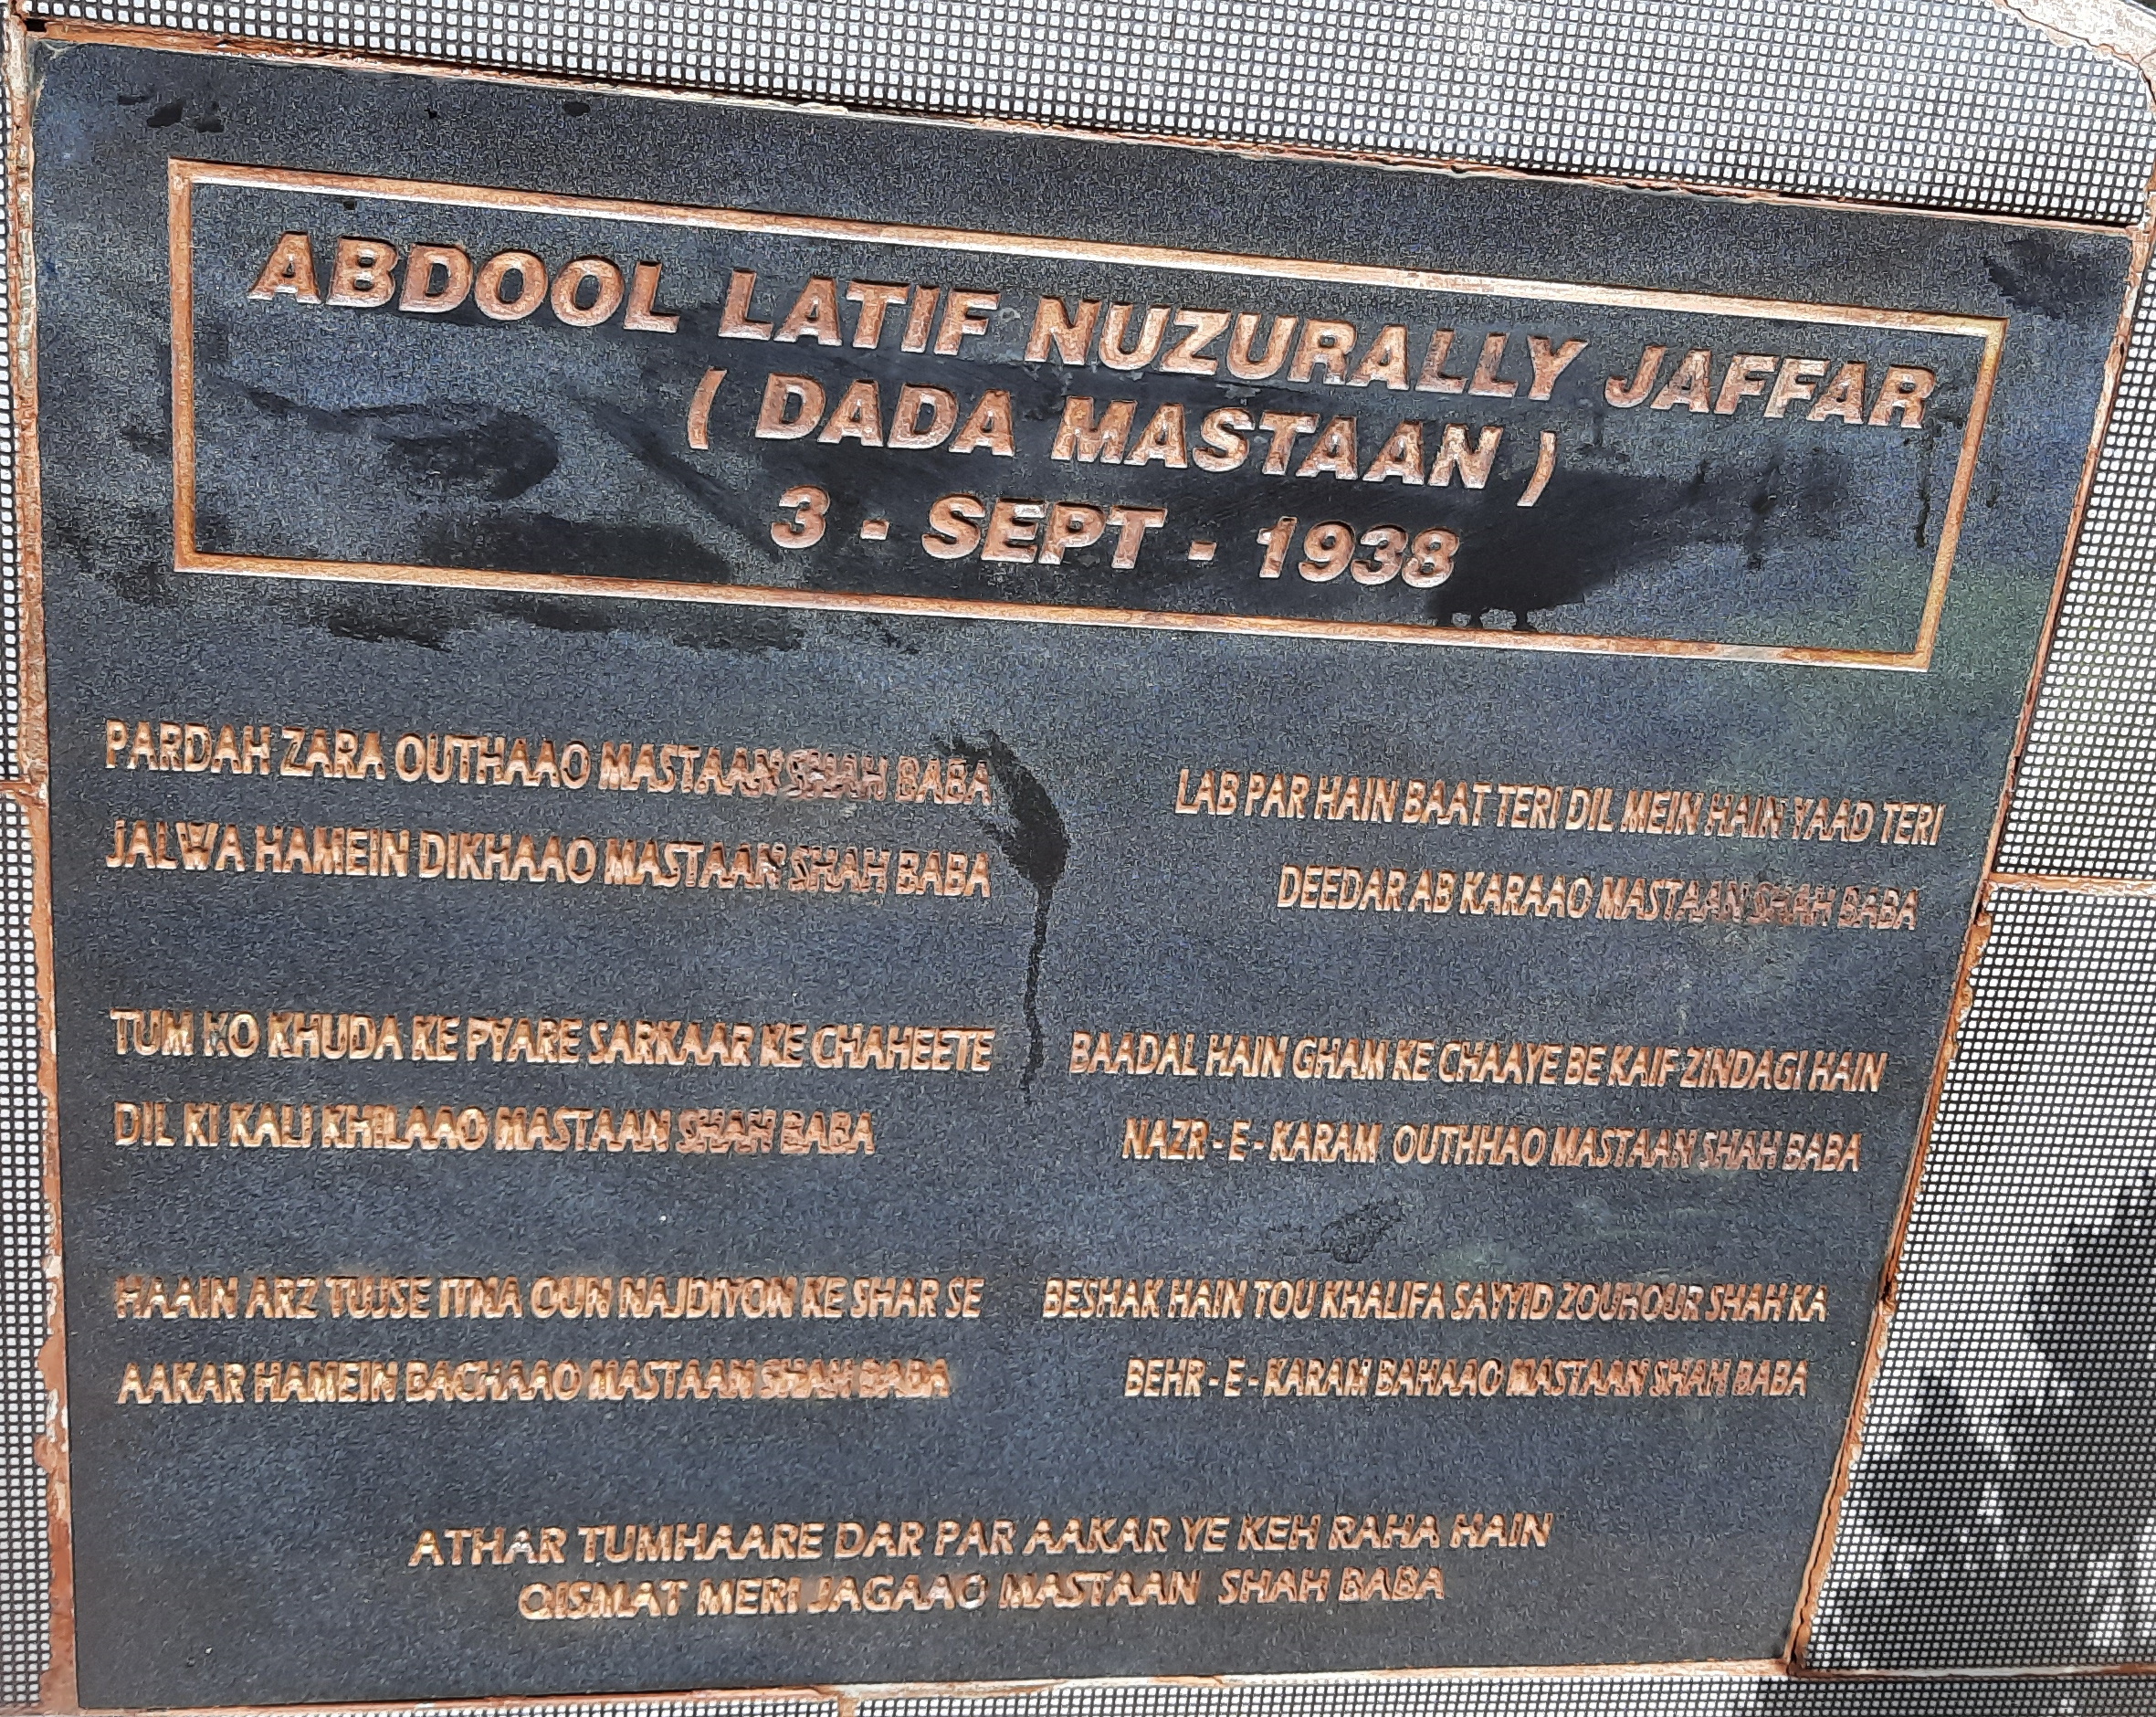 ABDOOL LATIF NUZURALLY JAFFAR
( DADA MASTAAN )
3 - SEPT - 1938
PARDAH ZARA OUTHAAO MASTAAN SHAH BABA
JALWA HAMEIN DIKHAAO MASTAAN SHAH BABA
LAB PAR HAIN BAAT TERI DIL MEIN HAIN YAAD TERI
DEEDAR AB KARAAO MASTAAN SHAH BABA
TUM HO KHUDA KE PYARE SARKAAR KE CHAHEETE
DIL KI KALI KHILAAO MASTAAN SHAH BABA
BAADAL HAIN GHAM KE CHAAYE BE KAIF ZINDAGI HAIN
NAZR - E - KARAM OUTHHAO MASTAAN SHAH BABA
HAAIN ARZ TUJSE ITNA OUN NAJDIYON KE SHAR SE
AAKAR HAMEIN BACHAAO MASTAAN SHAH BABA
BESHAK HAIN TOU KHALIFA SAYYID ZOUHOUR SHAH KA
BEHR - E - KARAM BAHAAO MASTAAN SHAH BABA
ATHAR TUMHAARE DAR PAR AAKAR YE KEH RAHA HAIN
QISMAT MERI JAGAAO MASTAAN SHAH BABA